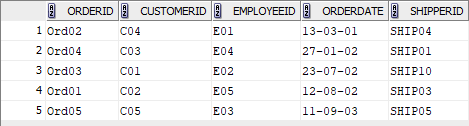 ORDERID CUSTOMERID EMPLOYEEID ORDERDATE SHIPPERID
1 Ord02 C04 E01 13-03-01 SHIP04
2 Ord04 C03 E04 27-01-02 SHIP01
3 Ord03 C01 E02 23-07-02 SHIP10
4 Ord01 C02 E05 12-08-02 SHIP03
5 Ord05 C05 E03 11-09-03 SHIP05